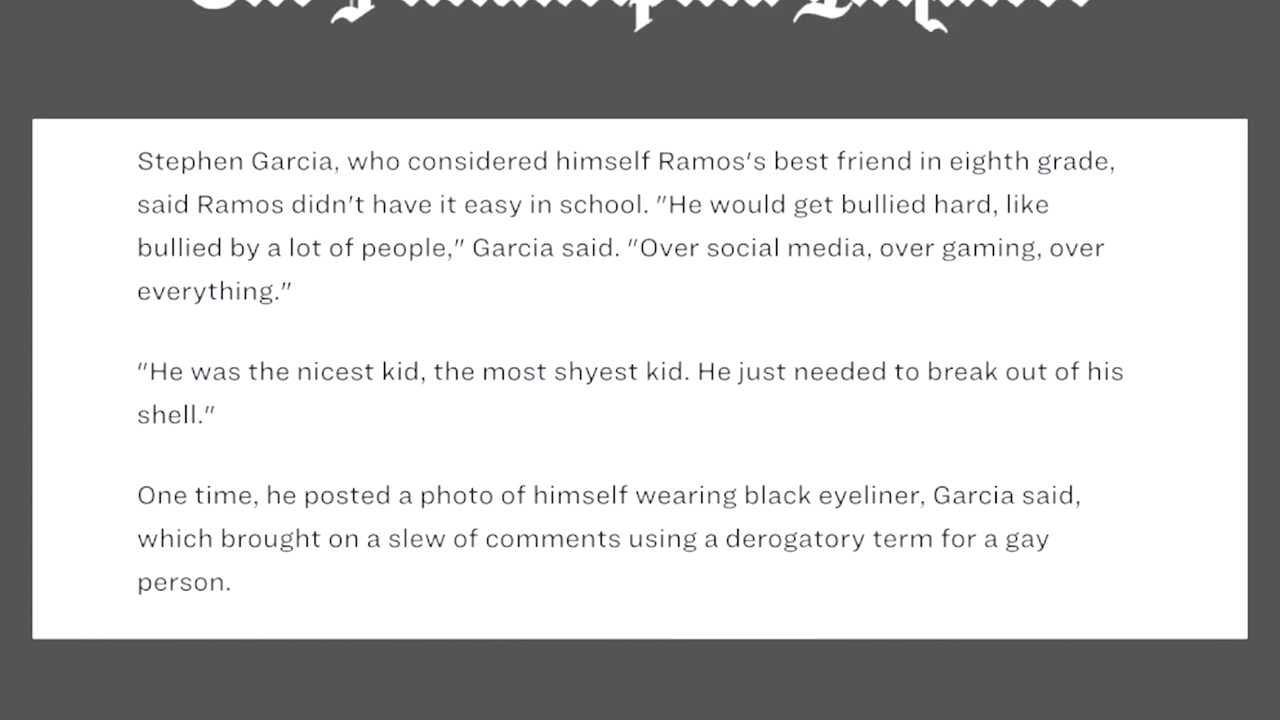 Stephen Garcia, who considered himself Ramos's best friend in eighth grade,
said Ramos didn't have it easy in school. "He would get bullied hard, like
bullied by a lot of people," Garcia said. "Over social media, over gaming, over
everything."
"He was the nicest kid, the most shyest kid. He just needed to break out of his
shell."
One time, he posted a photo of himself wearing black eyeliner, Garcia said,
which brought on a slew of comments using a derogatory term for a gay
person.